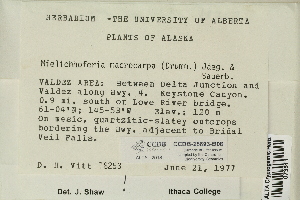 HERBARIUM -THE UNIVERSITY OF ALBERTA
PLANTS OF ALASKA
Mielichhoferia macrocarpa (Drumm.) Jaeg. &
Sauerb.
VALDEZ AREA: Between Delta Junction and
Valdez along Hwy. 4. Keystone Canyon.
0.9 mi. south of Lowe River bridge.
61-04°N; 145-53°W Elev.: 120 m
On mesic, quartzitic-slatey outcrops
bordering the Hwy. adjacent to Bridal
Veil Falls.
D. H. Vitt June 21, 1977
Det. J. Shaw Ithaca College